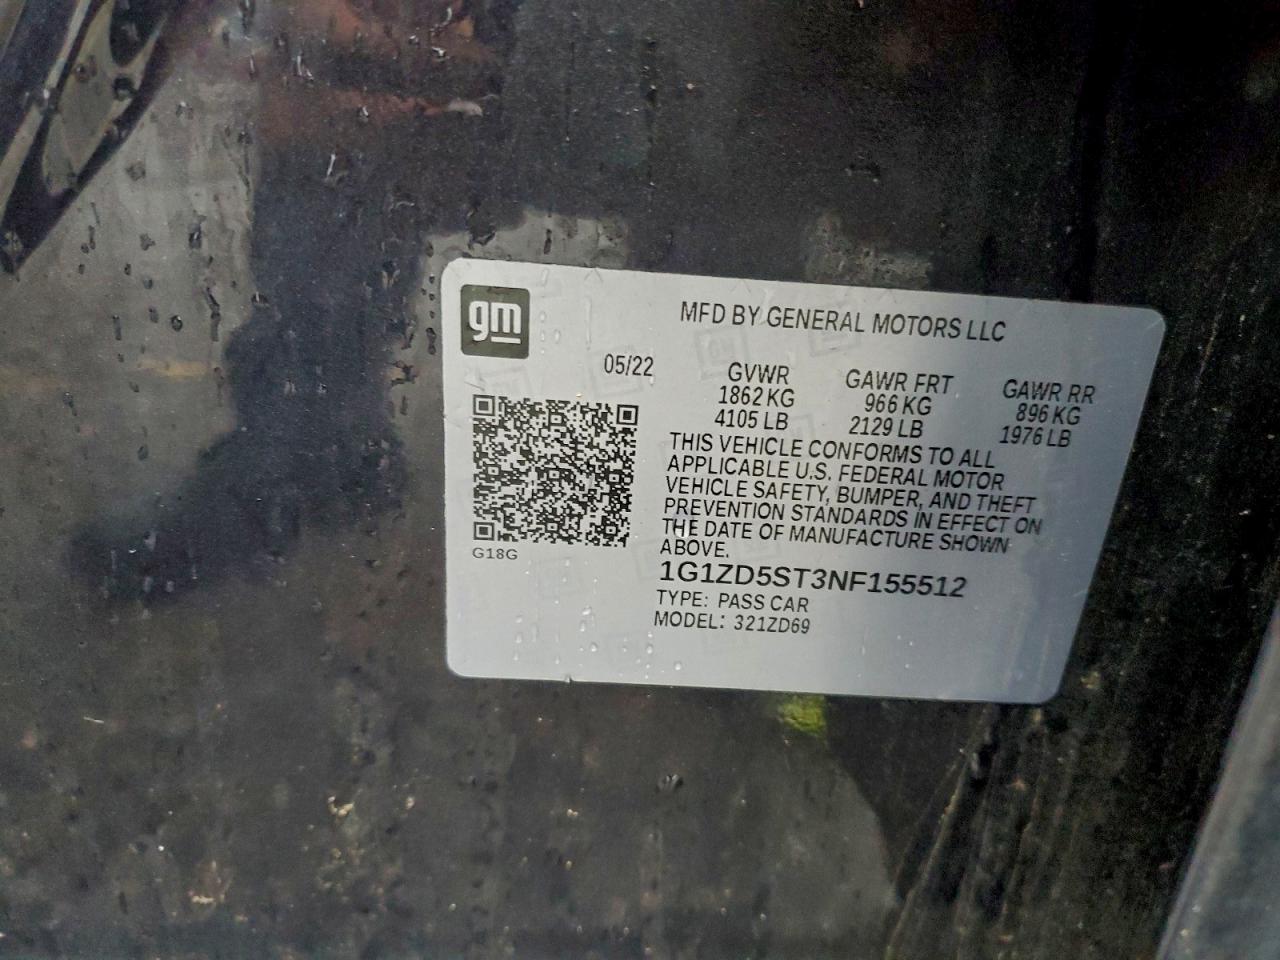 gm
MFD BY GENERAL MOTORS LLC
05/22
GVWR GAWR FRT GAWR RR
1862 KG 966 KG 896 KG
4105 LB 2129 LB 1976 LB
THIS VEHICLE CONFORMS TO ALL
APPLICABLE U.S. FEDERAL MOTOR
VEHICLE SAFETY, BUMPER, AND THEFT
PREVENTION STANDARDS IN EFFECT ON
THE DATE OF MANUFACTURE SHOWN
ABOVE.
G18G
1G1ZD5ST3NF155512
TYPE: PASS CAR
MODEL: 321ZD69